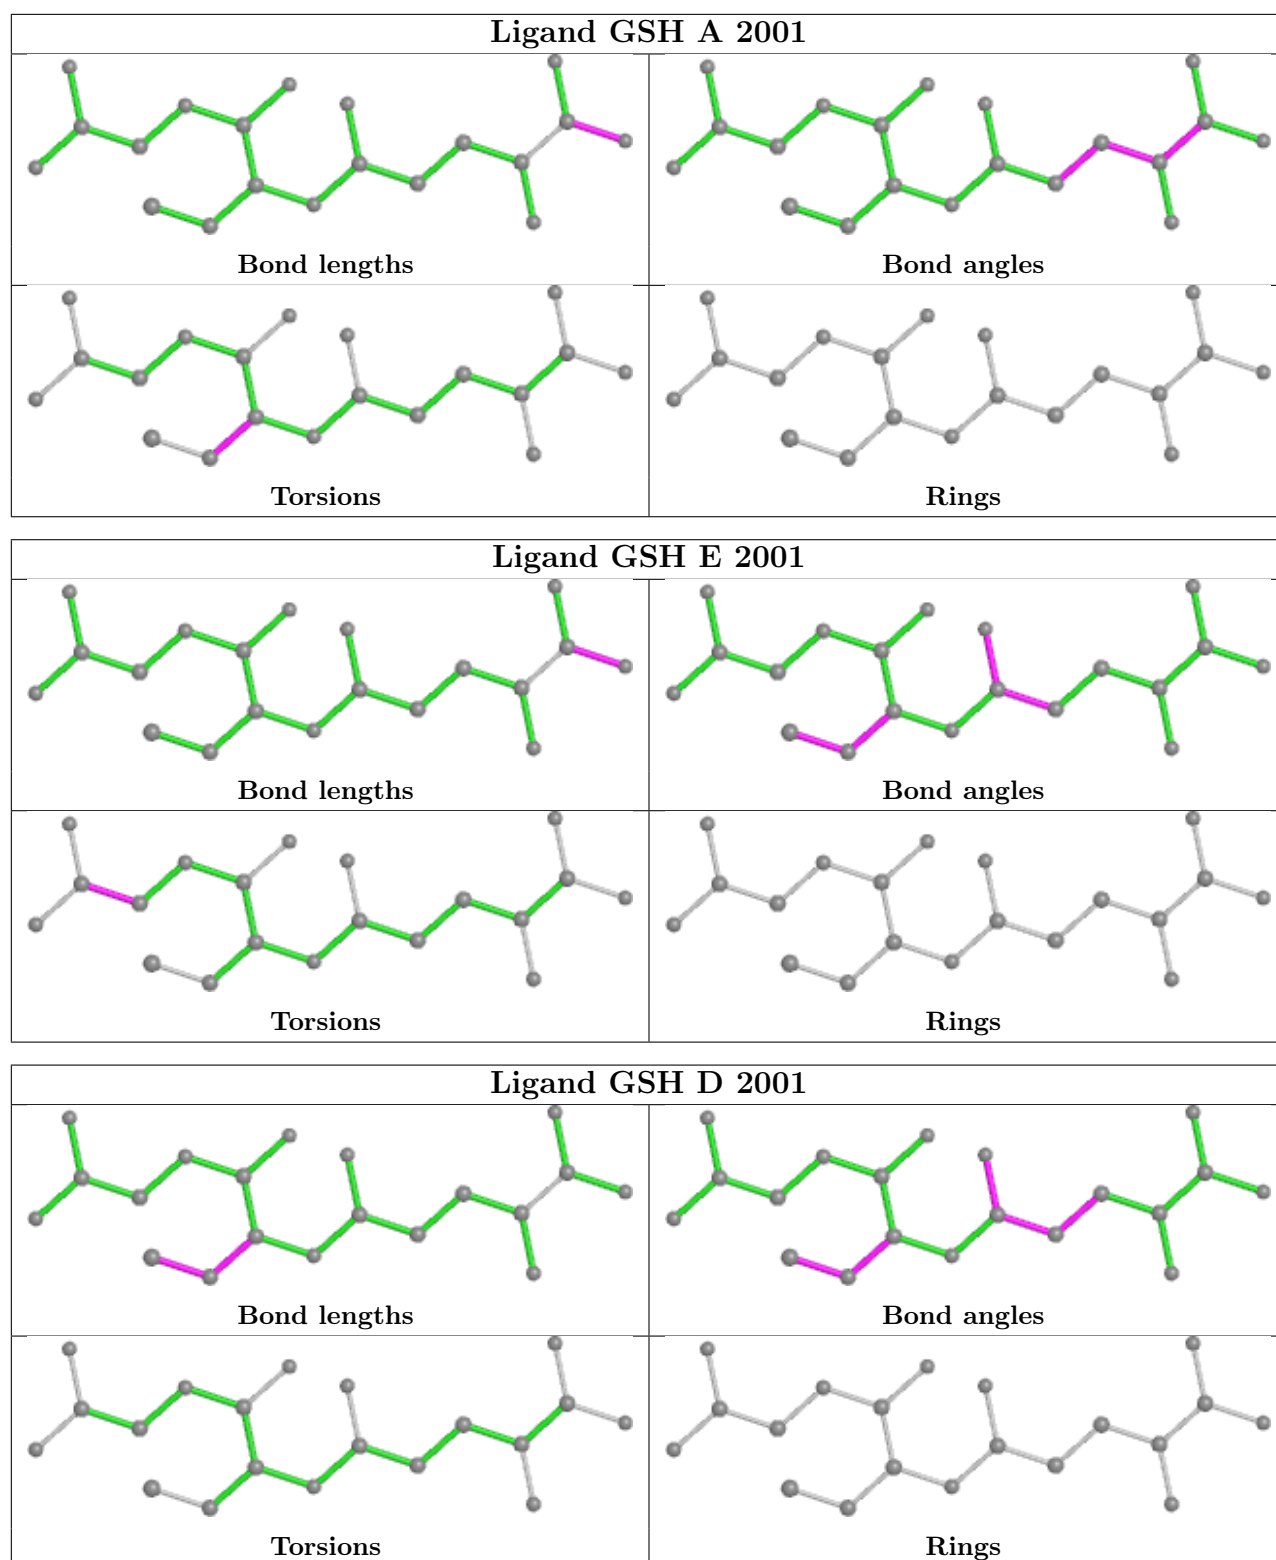 Ligand GSH A 2001
Bond lengths
Bond angles
Torsions
Rings
Ligand GSH E 2001
Bond lengths
Bond angles
Torsions
Rings
Ligand GSH D 2001
Bond lengths
Bond angles
Torsions
Rings